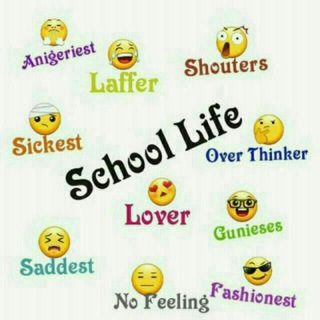 Anigeriest
Laffer
Shouters
Sickest
School Life
Over Thinker
Lover
Gunieses
Saddest
No Feeling
Fashionest